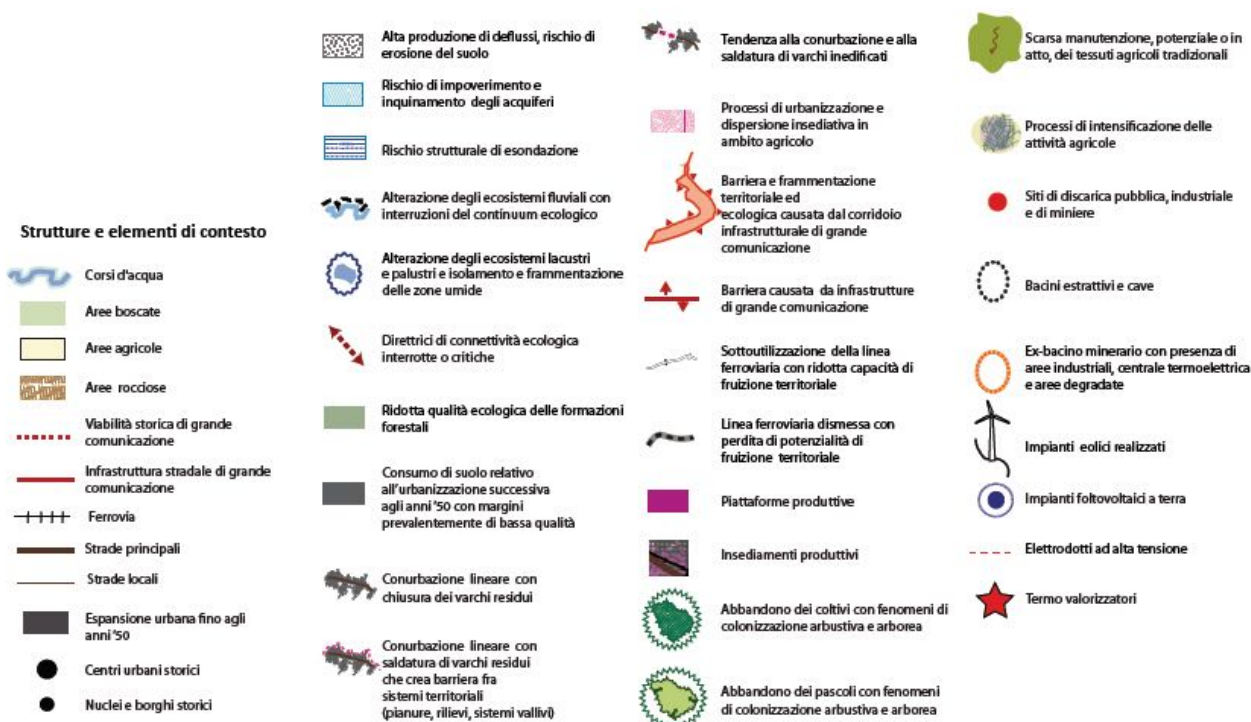 Strutture e elementi di contesto
Corsi d'acqua
Aree boscate
Aree agricole
Aree rocciose
Viabilità storica di grande
comunicazione
Infrastruttura stradale di grande
comunicazione
Ferrovia
Strade principali
Strade locali
Espansione urbana fino agli
anni '50
Centri urbani storici
Nuclei e borghi storici
Alta produzione di deflussi, rischio di
erosione del suolo
Rischio di impoverimento e
inquinamento degli acquiferi
Rischio strutturale di esondazione
Alterazione degli ecosistemi fluviali con
interruzioni del continuum ecologico
Alterazione degli ecosistemi lacustri
e palustri e isolamento e frammentazione
delle zone umide
Direttrici di connettività ecologica
interrotte o critiche
Ridotta qualità ecologica delle formazioni
forestali
Consumo di suolo relativo
all'urbanizzazione successiva
agli anni '50 con margini
prevalentemente di bassa qualità
Conurbazione lineare con
chiusura dei varchi residui
Conurbazione lineare con
saldatura di varchi residui
che crea barriera fra
sistemi territoriali
(pianure, rilievi, sistemi vallivi)
Tendenza alla conurbazione e alla
saldatura di varchi inedificati
Processi di urbanizzazione e
dispersione insediativa in
ambito agricolo
Barriera e frammentazione
territoriale ed
ecologica causata dal corridoio
infrastrutturale di grande
comunicazione
Barriera causata da infrastrutture
di grande comunicazione
Sottoutilizzazione della linea
ferroviaria con ridotta capacità di
fruizione territoriale
Linea ferroviaria dismessa con
perdita di potenzialità di
fruizione territoriale
Piattaforme produttive
Insediamenti produttivi
Abbandono dei coltivi con fenomeni di
colonizzazione arbustiva e arborea
Abbandono dei pascoli con fenomeni
di colonizzazione arbustiva e arborea
Scarsa manutenzione, potenziale o in
atto, dei tessuti agricoli tradizionali
Processi di intensificazione delle
attività agricole
Siti di discarica pubblica, industriale
e di miniere
Bacini estrattivi e cave
Ex-bacino minerario con presenza di
aree industriali, centrale termoelettrica
e aree degradate
Impianti eolici realizzati
Impianti fotovoltaici a terra
Elettrodotti ad alta tensione
Termo valorizzatori